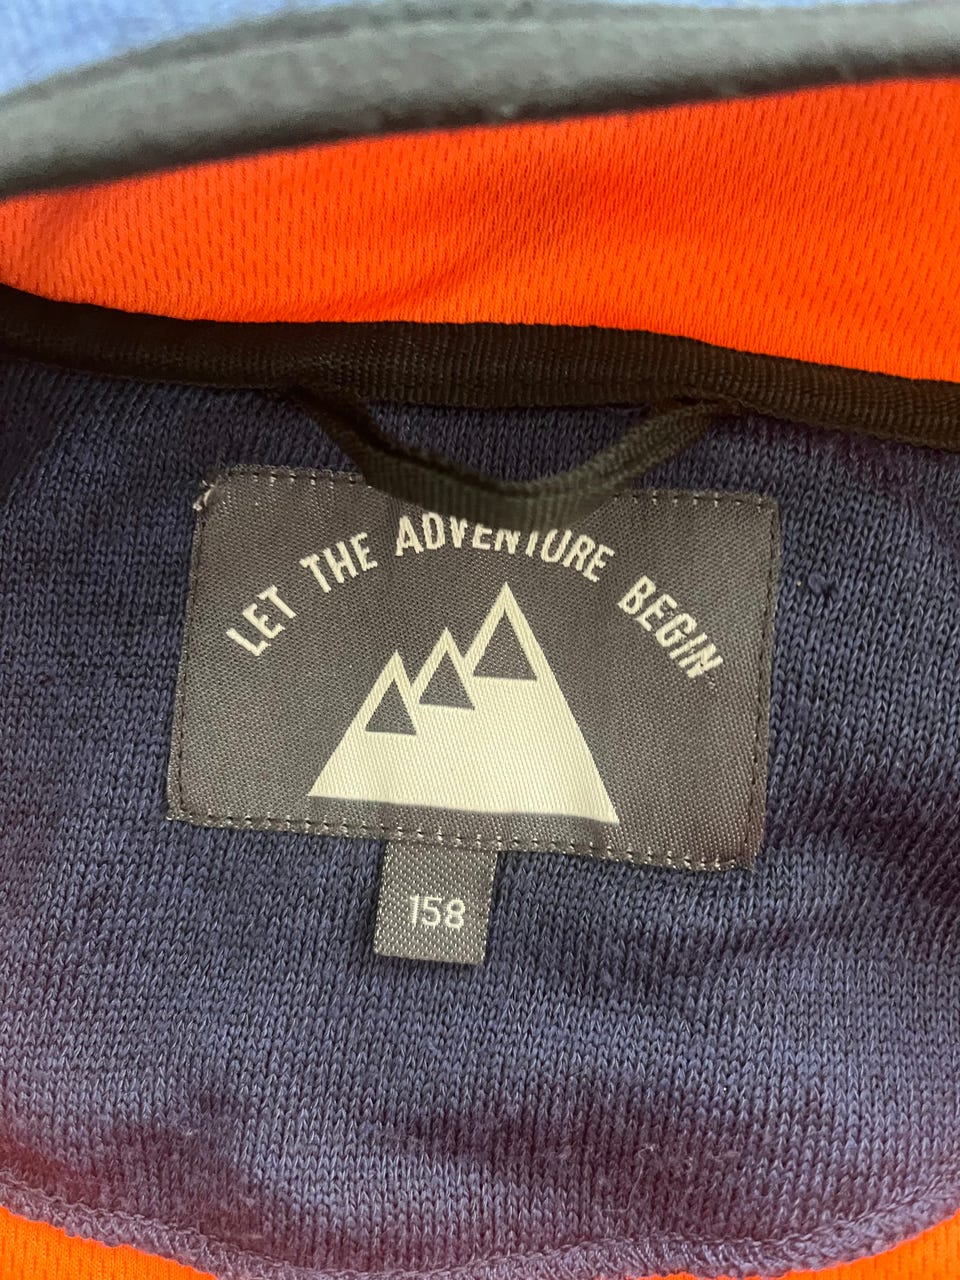 LET THE ADVENTURE BEGIN
158